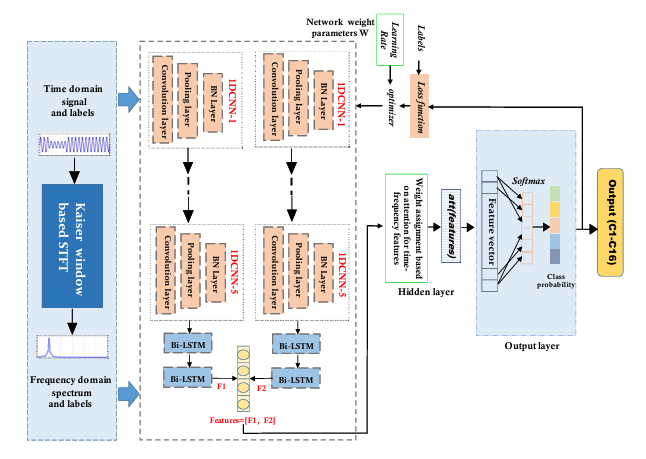 Network weight
parameters W
Learning
Rate
Labels
optimizer
Loss function
Time domain
signal
and labels
Kaiser window
based STFT
Frequency domain
spectrum
and labels
Convolution layer
Pooling layer
BN Layer
1DCNN-1
Convolution layer
Pooling layer
BN Layer
1DCNN-1
Convolution layer
Pooling layer
BN Layer
1DCNN-5
Convolution layer
Pooling layer
BN Layer
1DCNN-5
Bi-LSTM
Bi-LSTM
Bi-LSTM
Bi-LSTM
F1
F2
Features=[F1, F2]
Weight assignment based
on attention for time-
frequency features
Hidden layer
att(features)
Feature vector
Softmax
Class
probability
Output layer
Output (C1-C16)